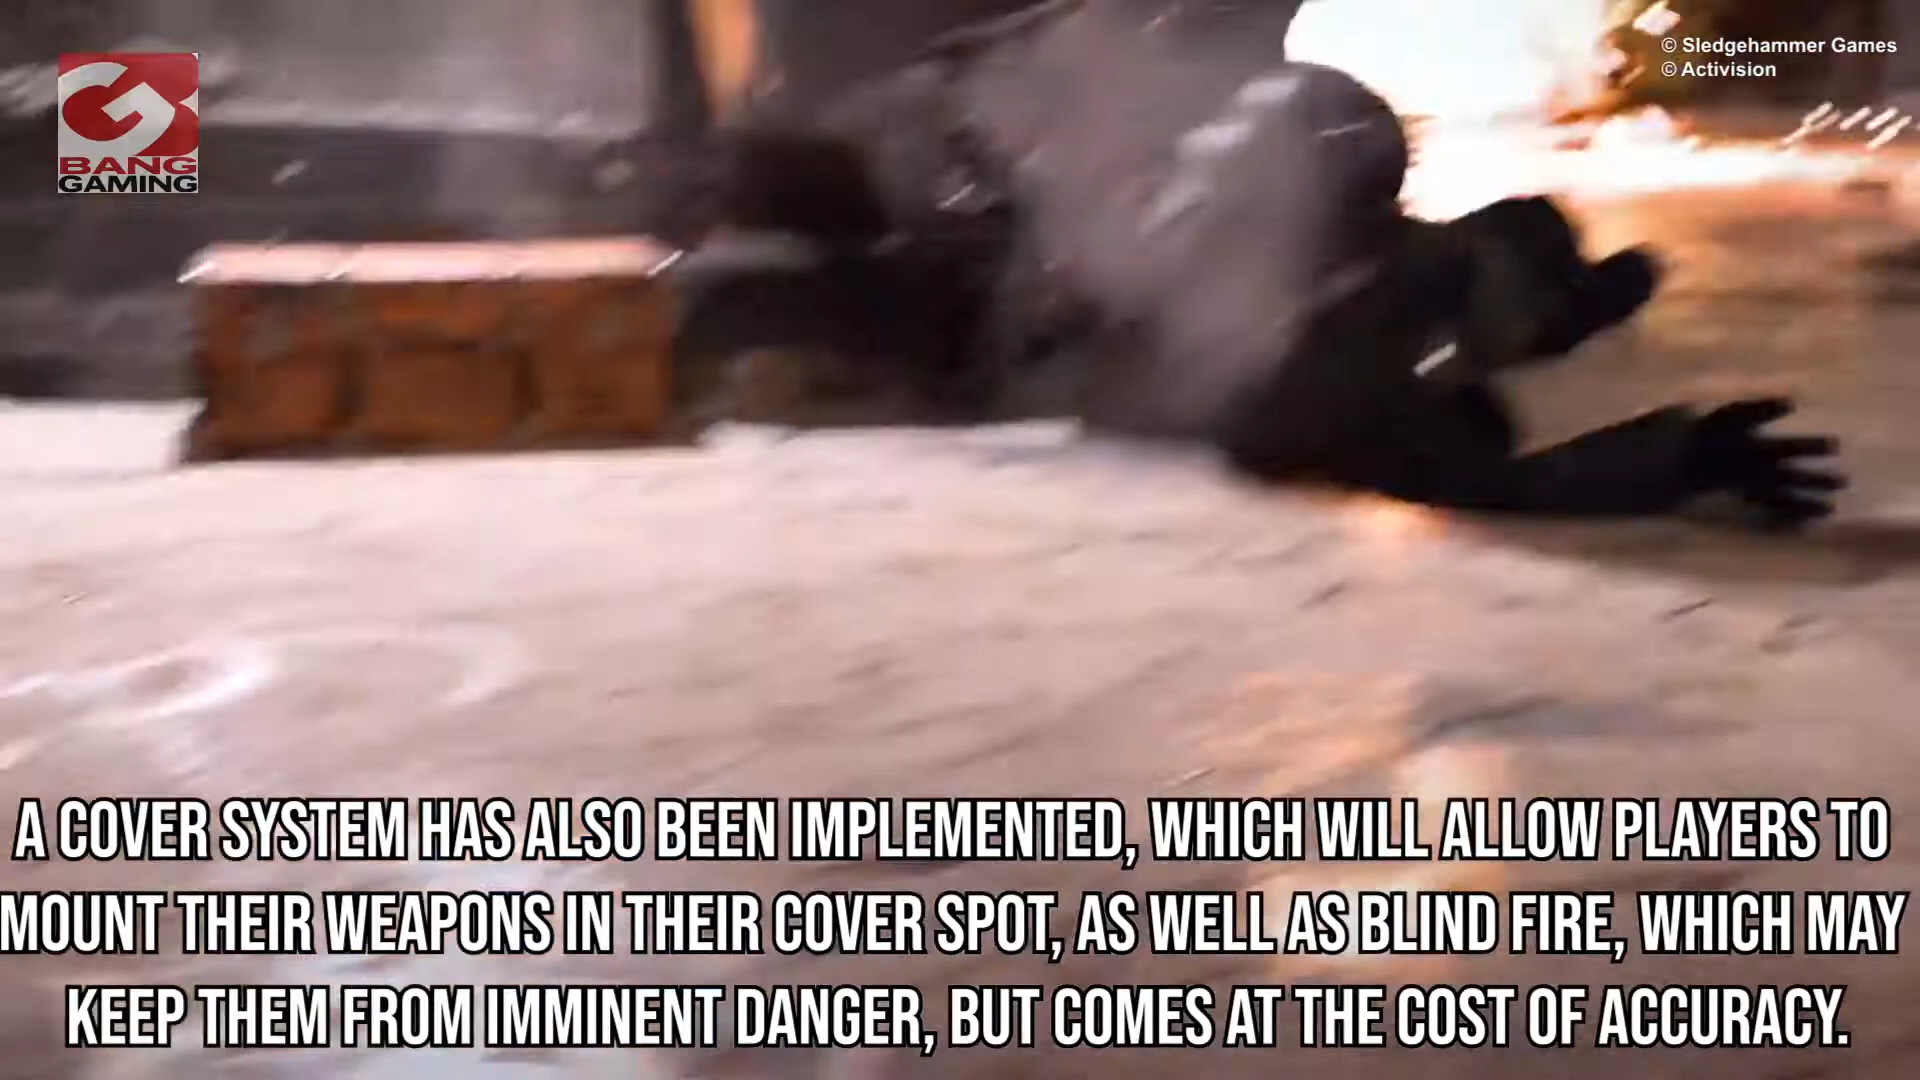 © Sledgehammer Games
© Activision
BANG
GAMING
A COVER SYSTEM HAS ALSO BEEN IMPLEMENTED, WHICH WILL ALLOW PLAYERS TO
MOUNT THEIR WEAPONS IN THEIR COVER SPOT, AS WELL AS BLIND FIRE, WHICH MAY
KEEP THEM FROM IMMINENT DANGER, BUT COMES AT THE COST OF ACCURACY.